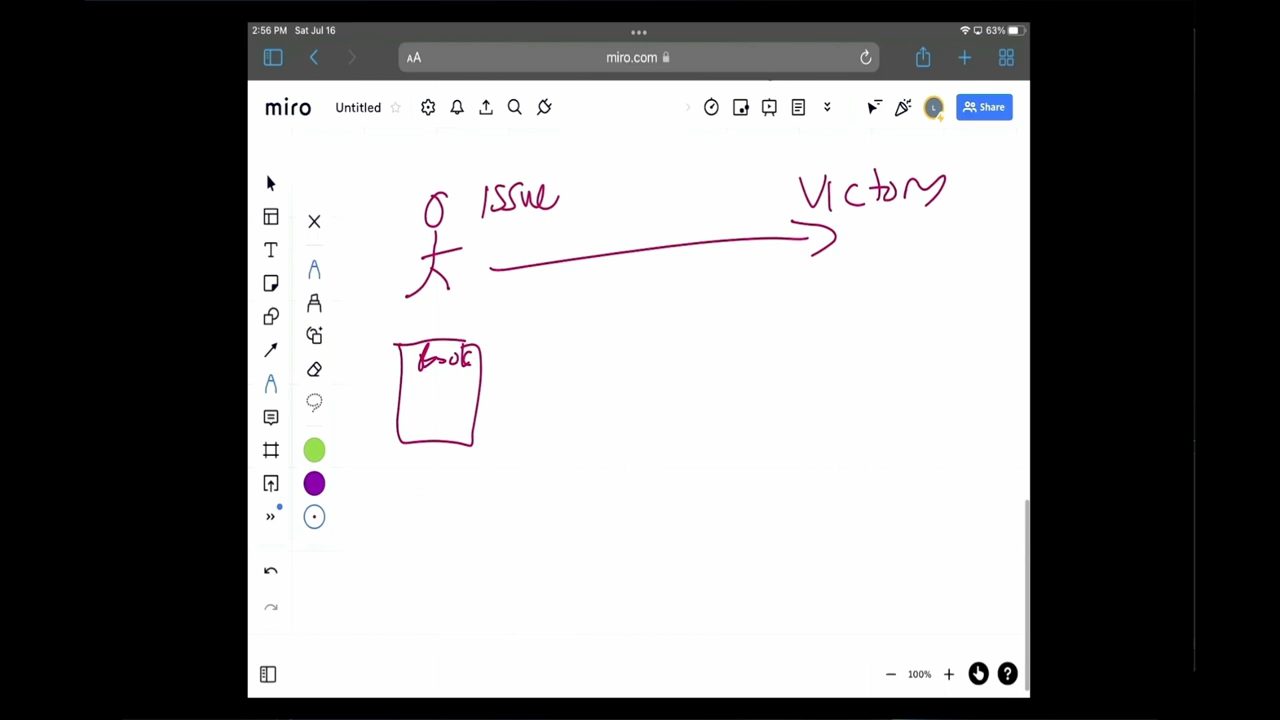 2:56 PM Sat Jul 16
63%
AA
miro.com
miro
Untitled
L
Share
Issue
Victory
Book
100%